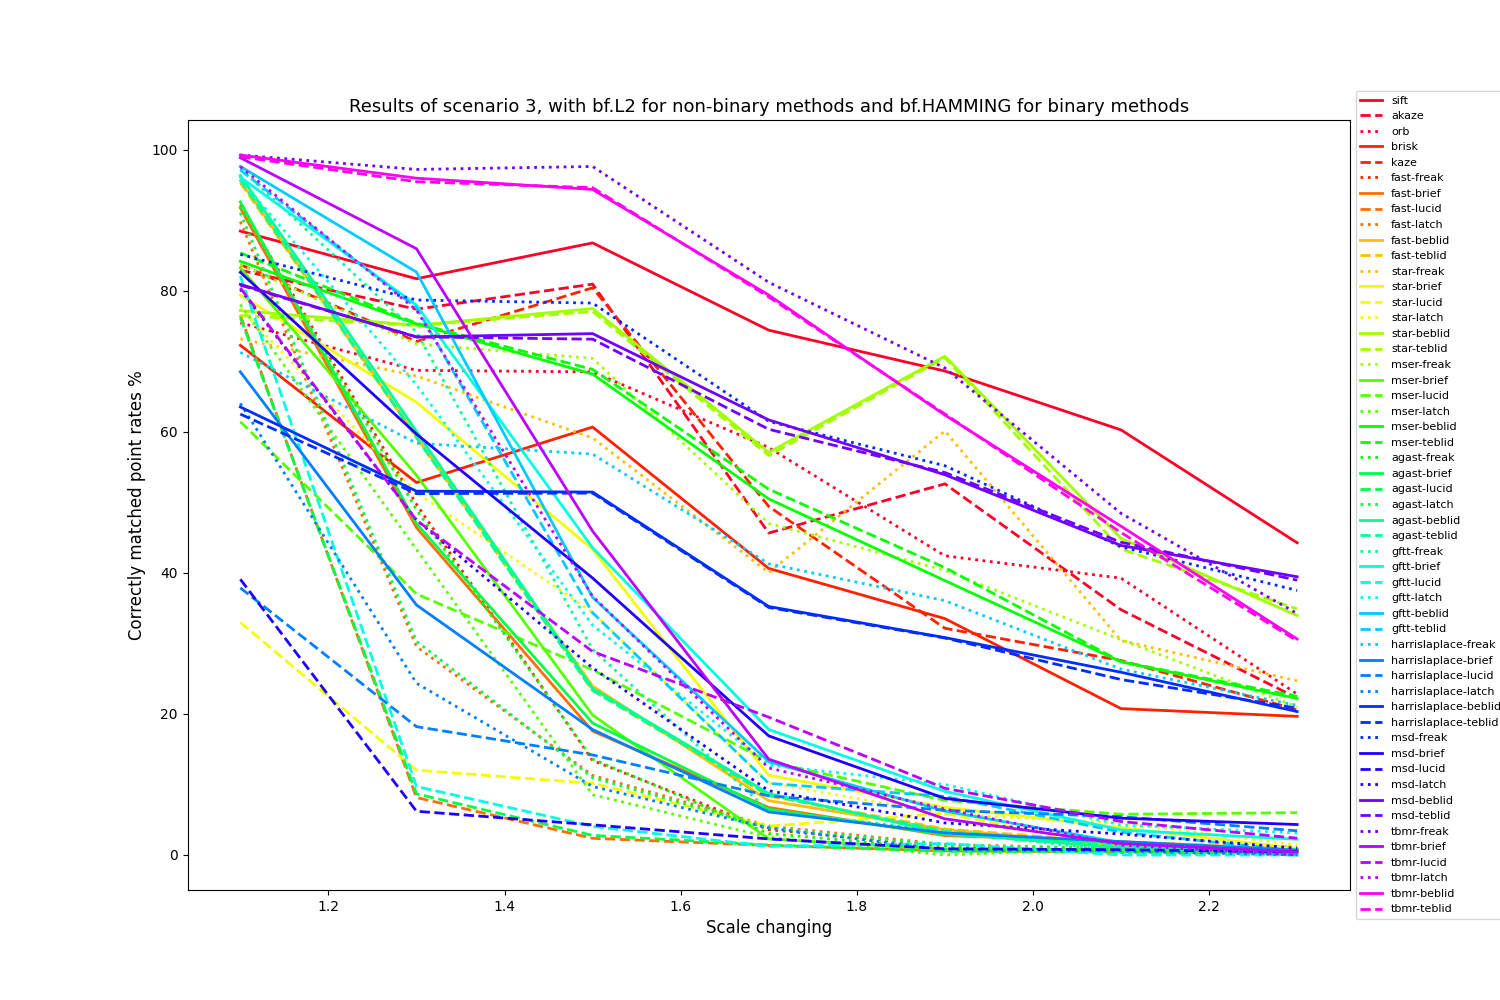 Results of scenario 3, with bf.L2 for non-binary methods and bf.HAMMING for binary methods
Correctly matched point rates %
100
80
60
40
20
0
1.2 1.4 1.6 1.8 2.0 2.2
Scale changing
sift
akaze
orb
brisk
kaze
fast-freak
fast-brief
fast-lucid
fast-latch
fast-beblid
fast-teblid
star-freak
star-brief
star-lucid
star-latch
star-beblid
star-teblid
mser-freak
mser-brief
mser-lucid
mser-latch
mser-beblid
mser-teblid
agast-freak
agast-brief
agast-lucid
agast-latch
agast-beblid
agast-teblid
gftt-freak
gftt-brief
gftt-lucid
gftt-latch
gftt-beblid
gftt-teblid
harrislaplace-freak
harrislaplace-brief
harrislaplace-lucid
harrislaplace-latch
harrislaplace-beblid
harrislaplace-teblid
msd-freak
msd-brief
msd-lucid
msd-latch
msd-beblid
msd-teblid
tbmr-freak
tbmr-brief
tbmr-lucid
tbmr-latch
tbmr-beblid
tbmr-teblid